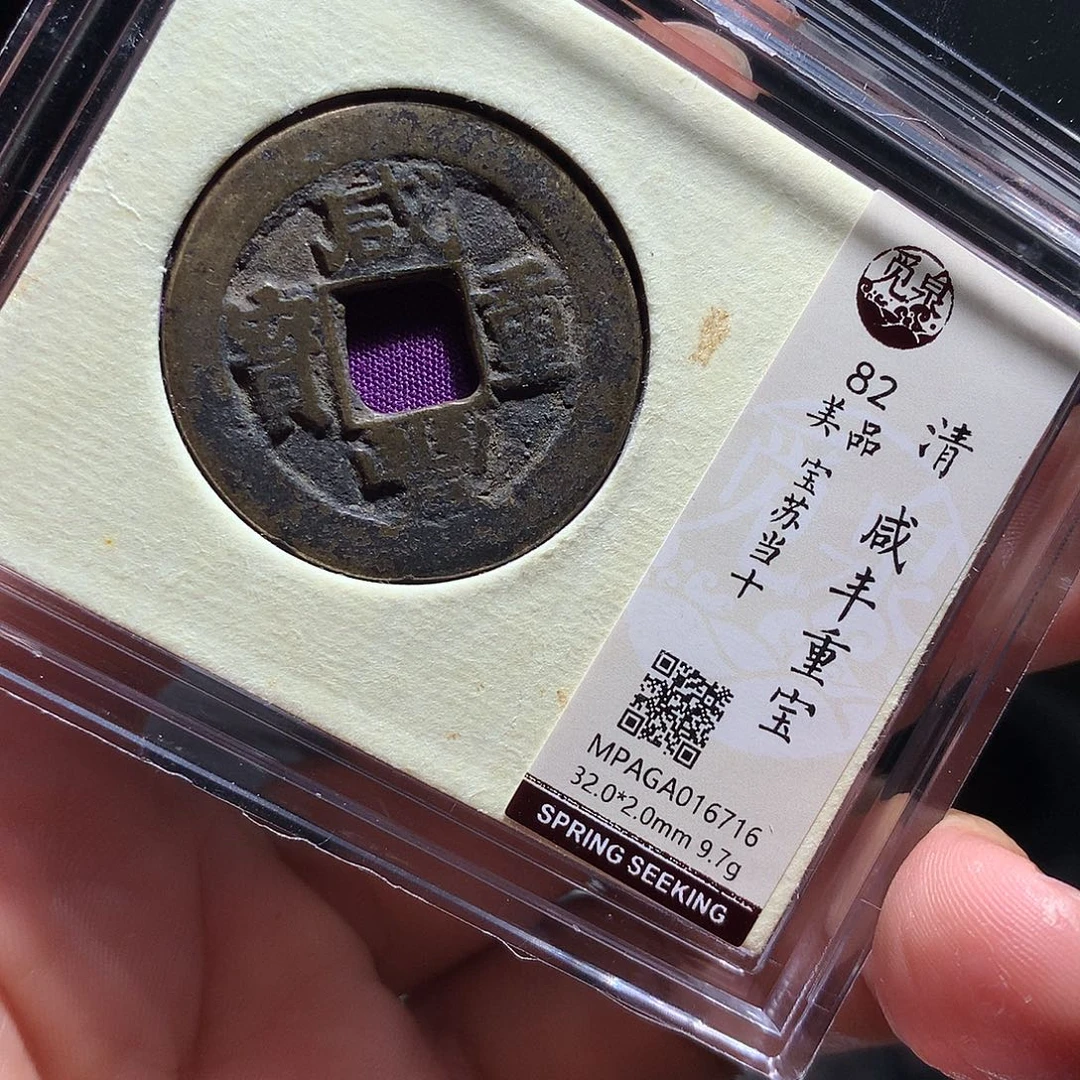 咸豐重寶
觅泉
82
美品
宝苏当十
清
咸丰重宝
MPAGA016716
32.0*2.0mm 9.7g
SPRING SEEKING